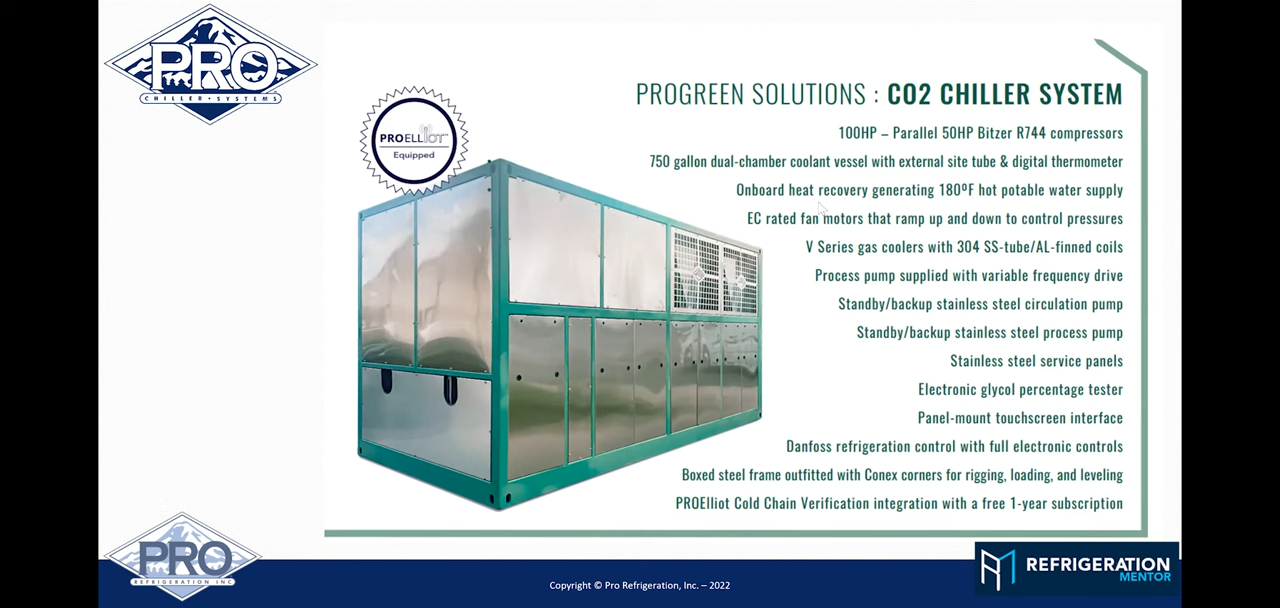 PRO
CHILLER • SYSTEMS
PROELLIOT™
Equipped
PROGREEN SOLUTIONS : CO2 CHILLER SYSTEM
100HP – Parallel 50HP Bitzer R744 compressors
750 gallon dual-chamber coolant vessel with external site tube & digital thermometer
Onboard heat recovery generating 180ºF hot potable water supply
EC rated fan motors that ramp up and down to control pressures
V Series gas coolers with 304 SS-tube/AL-finned coils
Process pump supplied with variable frequency drive
Standby/backup stainless steel circulation pump
Standby/backup stainless steel process pump
Stainless steel service panels
Electronic glycol percentage tester
Panel-mount touchscreen interface
Danfoss refrigeration control with full electronic controls
Boxed steel frame outfitted with Conex corners for rigging, loading, and leveling
PROElliot Cold Chain Verification integration with a free 1-year subscription
PRO
REFRIGERATION INC
Copyright © Pro Refrigeration, Inc. – 2022
REFRIGERATION
MENTOR